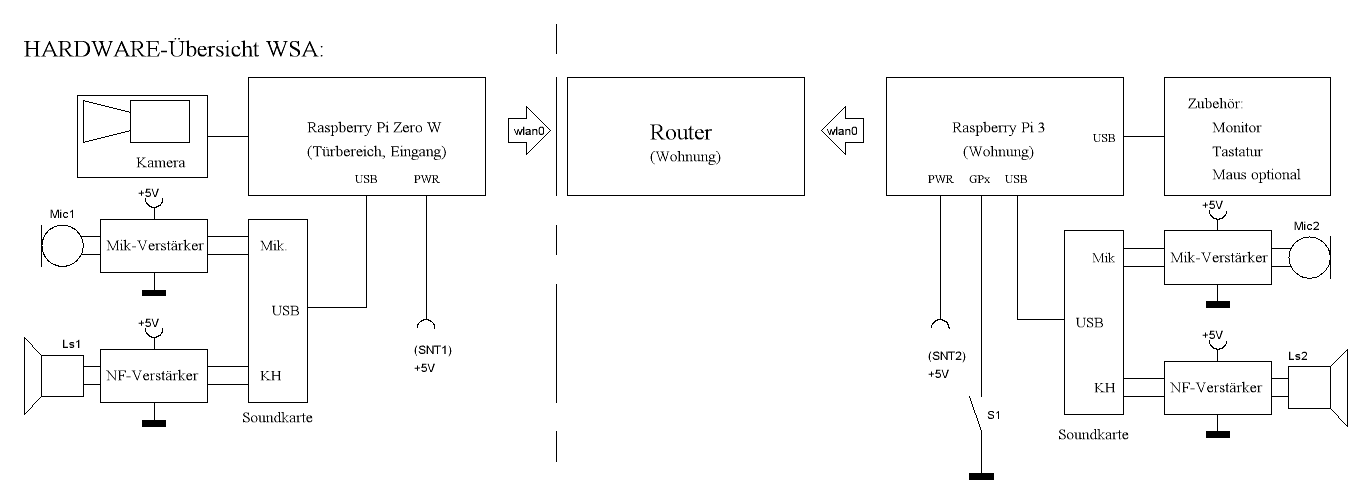 HARDWARE-Übersicht WSA:
Kamera
Raspberry Pi Zero W
(Türbereich, Eingang)
USB
PWR
wlan0
Router
(Wohnung)
wlan0
Raspberry Pi 3
(Wohnung)
USB
PWR
GPx
USB
Zubehör:
Monitor
Tastatur
Maus optional
+5V
Mic1
Mik-Verstärker
Mik.
USB
+5V
Ls1
NF-Verstärker
KH
Soundkarte
(SNT1)
+5V
(SNT2)
+5V
S1
+5V
Mic2
Mik
Mik-Verstärker
USB
+5V
Ls2
KH
NF-Verstärker
Soundkarte